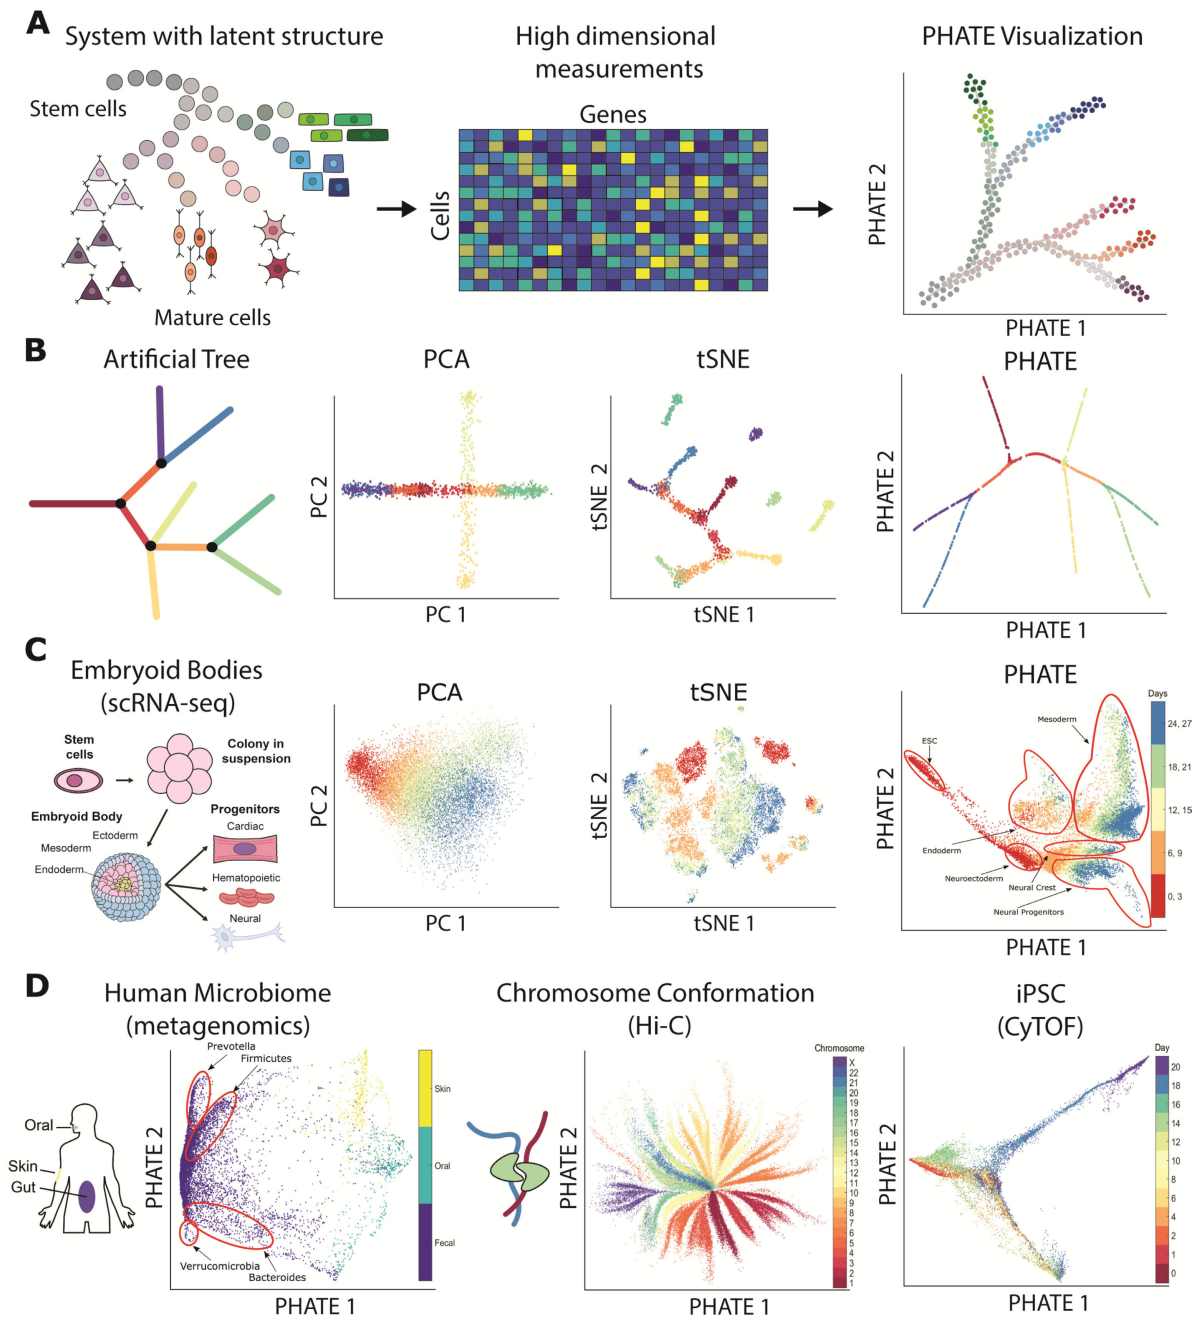 A
System with latent structure
High dimensional
measurements
PHATE Visualization
Stem cells
Genes
Cells
Mature cells
PHATE 2
PHATE 1
B
Artificial Tree
PCA
PC 2
PC 1
tSNE
tSNE 2
tSNE 1
PHATE
PHATE 2
PHATE 1
C
Embryoid Bodies
(scRNA-seq)
Stem
cells
Colony in
suspension
Embryoid Body
Ectoderm
Mesoderm
Endoderm
Progenitors
Cardiac
Hematopoietic
Neural
PCA
PC 2
PC 1
tSNE
tSNE 2
tSNE 1
PHATE
PHATE 2
PHATE 1
ESC
Mesoderm
Endoderm
Neuroectoderm
Neural Crest
Neural Progenitors
Days
24, 27
18, 21
12, 15
6, 9
0, 3
D
Human Microbiome
(metagenomics)
Oral
Skin
Gut
Prevotella
Firmicutes
Verrucomicrobia
Bacteroides
PHATE 2
PHATE 1
Skin
Oral
Fecal
Chromosome Conformation
(Hi-C)
PHATE 2
PHATE 1
Chromosome
X
22
21
20
19
18
17
16
15
14
13
12
11
10
9
8
7
6
5
4
3
2
1
iPSC
(CyTOF)
PHATE 2
PHATE 1
Day
20
18
16
14
12
10
8
6
4
2
1
0